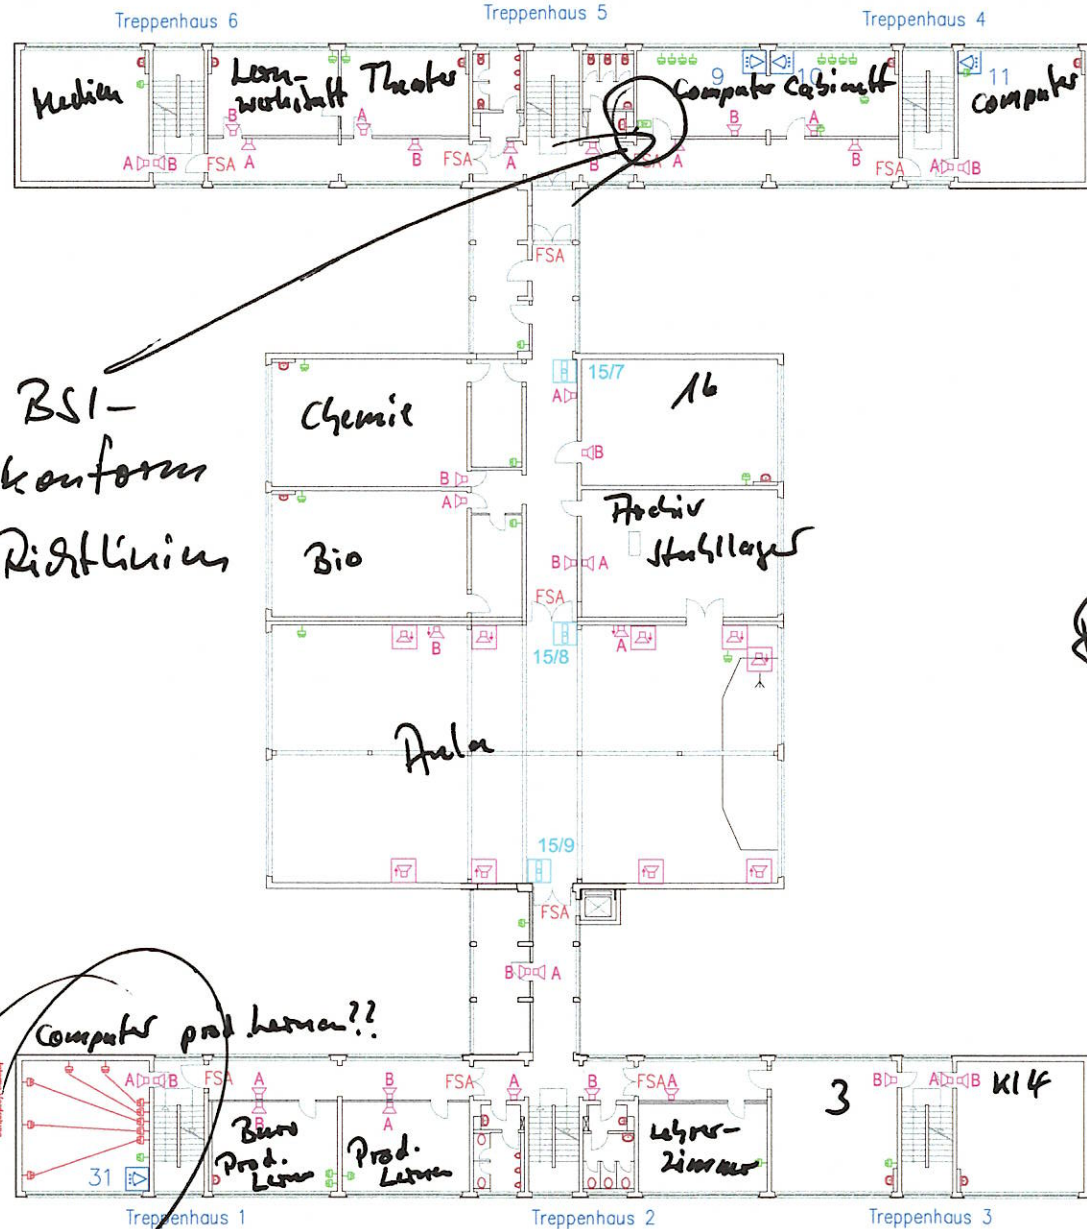 Treppenhaus 6
Treppenhaus 5
Treppenhaus 4
Medien
Lern-
werkstatt
Theater
9
10
Computer Cabinett
11
Computer
B
A
B
A
A B
FSA
A
B
FSA
A
B
FSA
A
B
FSA
A B
FSA
15/7
A
Chemie
16
B
B
A
BSI-
konform
Richtlinien
Bio
Archiv
Stuhllager
B A
FSA
B
15/8
A
Aula
15/9
FSA
B A
Computer prod. Lernen??
A B
FSA
A
B
A
B
FSA
A
B
FSA
A
B
A B
Büro
Prod.
Lernen
Prod.
Lernen
Lehrer-
zimmer
3
Kl 4
31
Treppenhaus 1
Treppenhaus 2
Treppenhaus 3